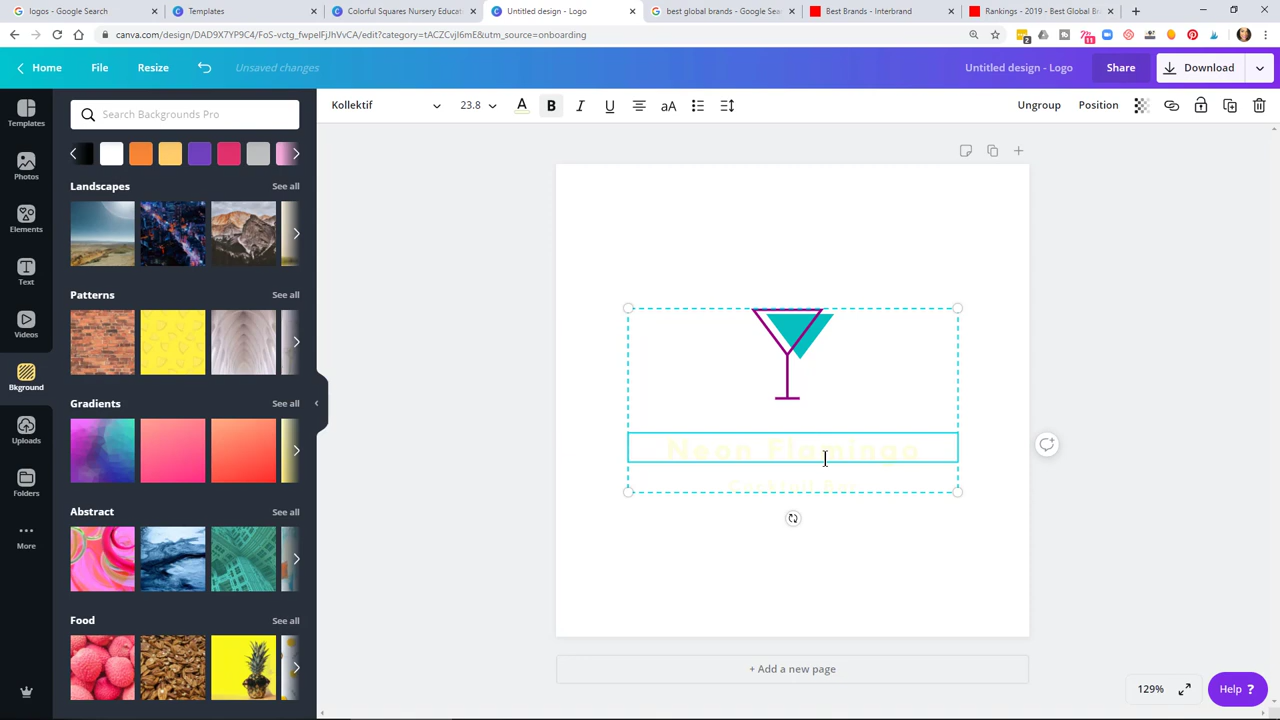 logos - Google Search
Templates
Colorful Squares Nursery Educat
Untitled design - Logo
best global brands - Google Sea
Best Brands - Interbrand
Rankings - 2019 - Best Global Br
canva.com/design/DAD9X7YP9C4/FoS-vctg_fwpeIFjJhVvCA/edit?category=tACZCvjI6mE&utm_source=onboarding
2
11
Home
File
Resize
Unsaved changes
Untitled design - Logo
Share
Download
Templates
Photos
Elements
Text
Videos
Bkground
Uploads
Folders
More
Search Backgrounds Pro
Landscapes
See all
Patterns
See all
Gradients
See all
Abstract
See all
Food
See all
Kollektif
23.8
A
B
I
U
aA
Ungroup
Position
Neon Flamingo
+ Add a new page
129%
Help ?